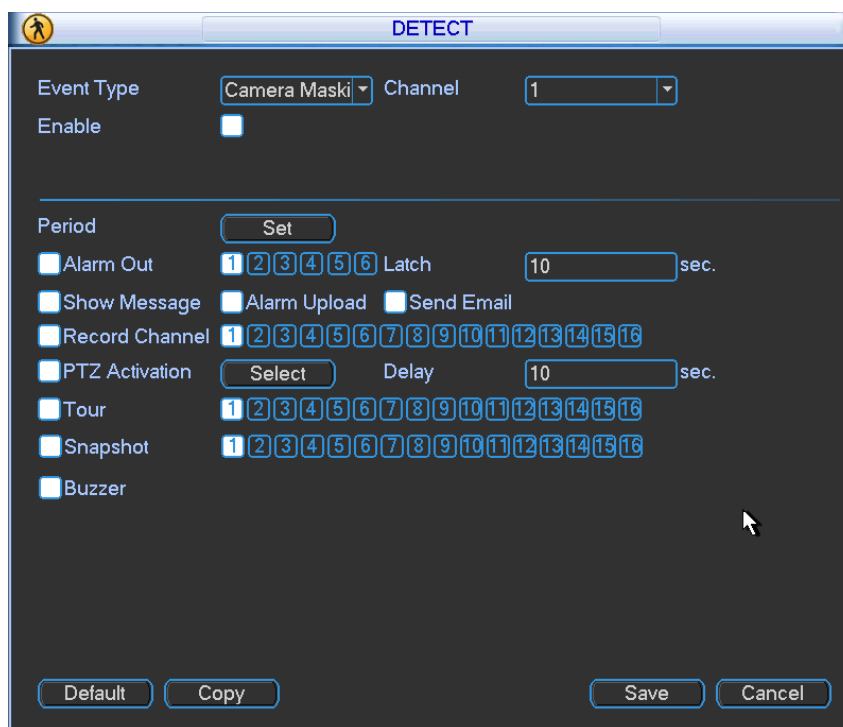 DETECT
Event Type Camera Maski Channel 1
Enable
Period Set
Alarm Out 1 2 3 4 5 6 Latch 10 sec.
Show Message Alarm Upload Send Email
Record Channel 1 2 3 4 5 6 7 8 9 10 11 12 13 14 15 16
PTZ Activation Select Delay 10 sec.
Tour 1 2 3 4 5 6 7 8 9 10 11 12 13 14 15 16
Snapshot 1 2 3 4 5 6 7 8 9 10 11 12 13 14 15 16
Buzzer
Default Copy Save Cancel